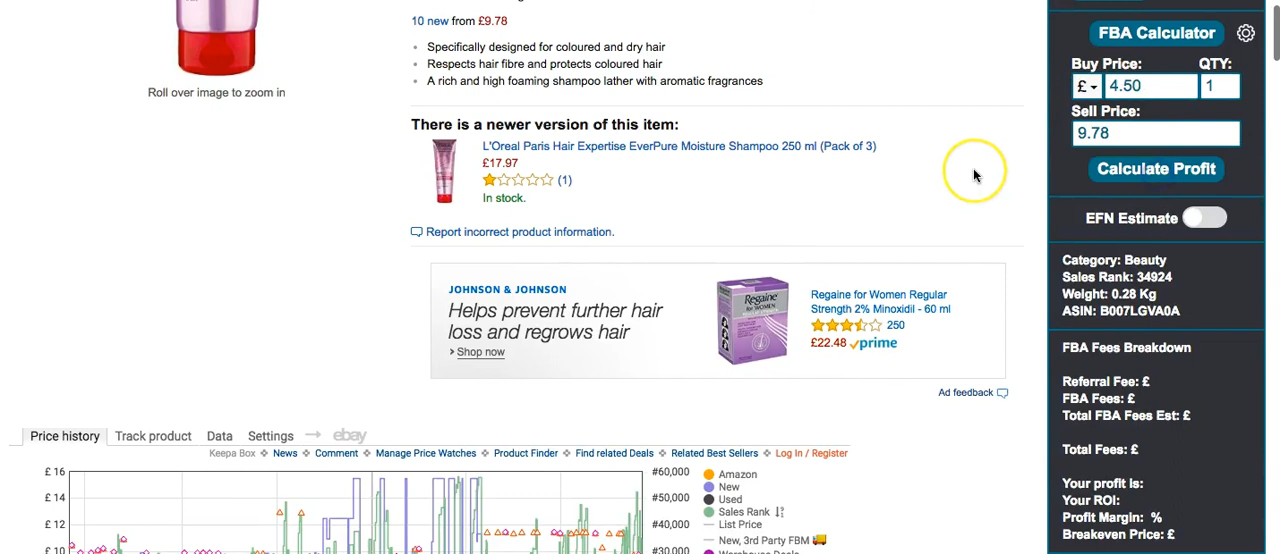 10 new from £9.78
Specifically designed for coloured and dry hair
Respects hair fibre and protects coloured hair
A rich and high foaming shampoo lather with aromatic fragrances
Roll over image to zoom in
There is a newer version of this item:
L'Oreal Paris Hair Expertise EverPure Moisture Shampoo 250 ml (Pack of 3)
£17.97
(1)
In stock.
Report incorrect product information.
JOHNSON & JOHNSON
Helps prevent further hair
loss and regrows hair
Shop now
Regaine
for WOMEN
Regaine for Women Regular
Strength 2% Minoxidil - 60 ml
250
£22.48 prime
Ad feedback
Price history Track product Data Settings ebay
Keepa Box News Comment Manage Price Watches Product Finder Find related Deals Related Best Sellers Log In / Register
£ 16
£ 14
£ 12
£ 10
#60,000
#50,000
#40,000
#30,000
Amazon
New
Used
Sales Rank
List Price
New, 3rd Party FBM
Warehouse Deals
FBA Calculator
Buy Price: QTY:
£ 4.50 1
Sell Price:
9.78
Calculate Profit
EFN Estimate
Category: Beauty
Sales Rank: 34924
Weight: 0.28 Kg
ASIN: B007LGVA0A
FBA Fees Breakdown
Referral Fee: £
FBA Fees: £
Total FBA Fees Est: £
Total Fees: £
Your profit is:
Your ROI:
Profit Margin: %
Breakeven Price: £